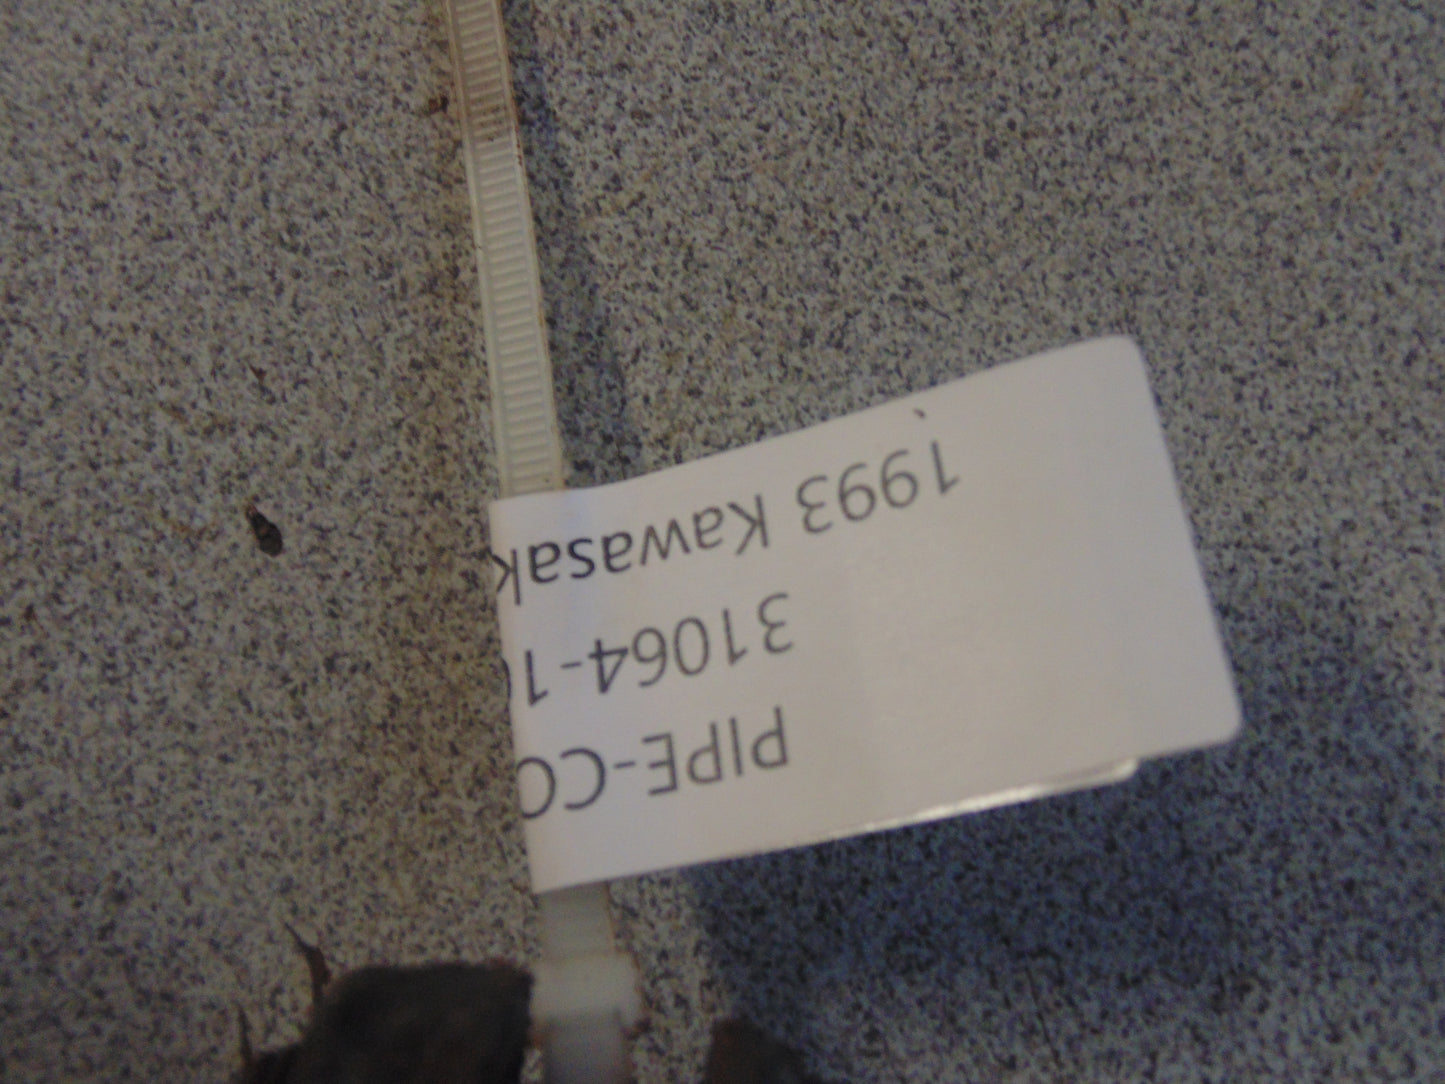 PIPE-CO
31064-1
1993 Kawasak